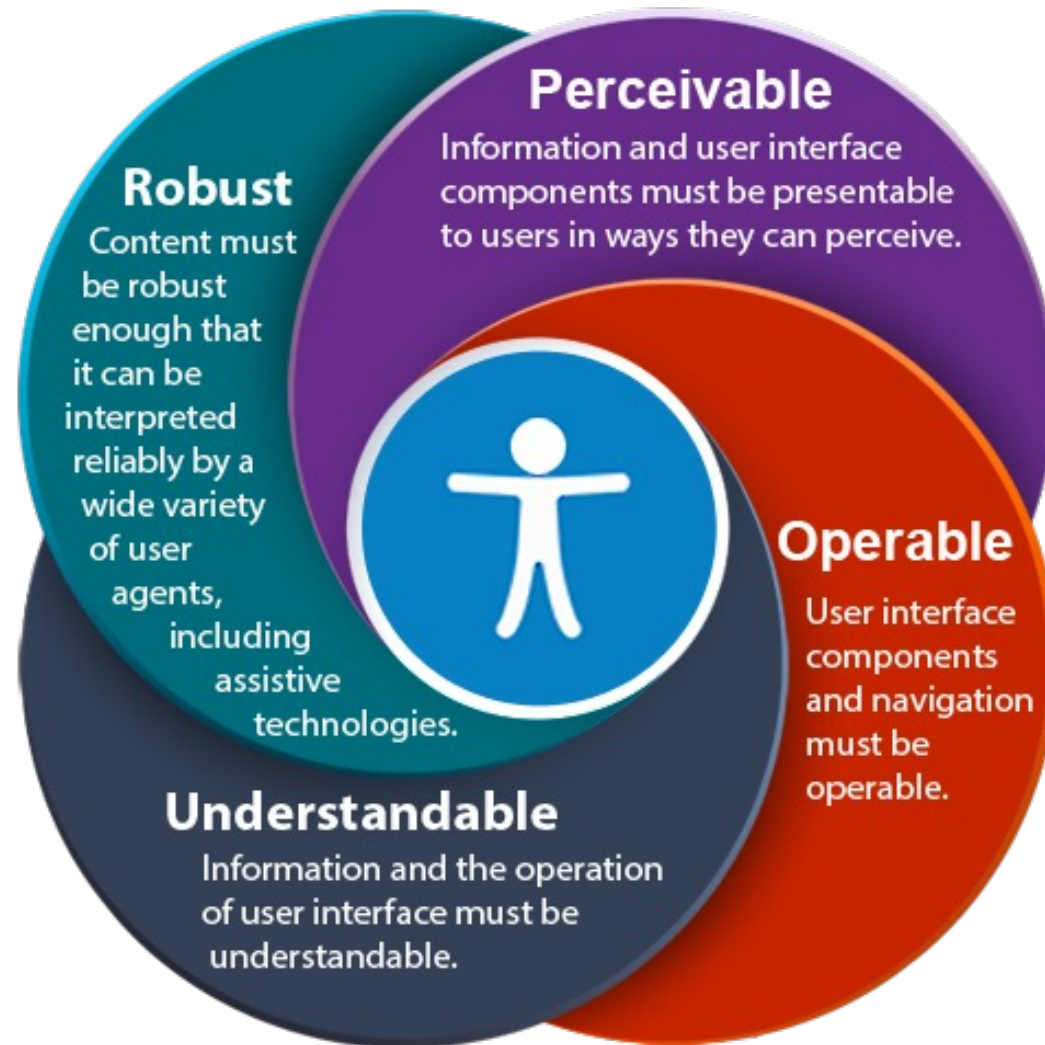 Perceivable
Information and user interface
components must be presentable
to users in ways they can perceive.
Operable
User interface
components
and navigation
must be
operable.
Understandable
Information and the operation
of user interface must be
understandable.
Robust
Content must
be robust
enough that
it can be
interpreted
reliably by a
wide variety
of user
agents,
including
assistive
technologies.